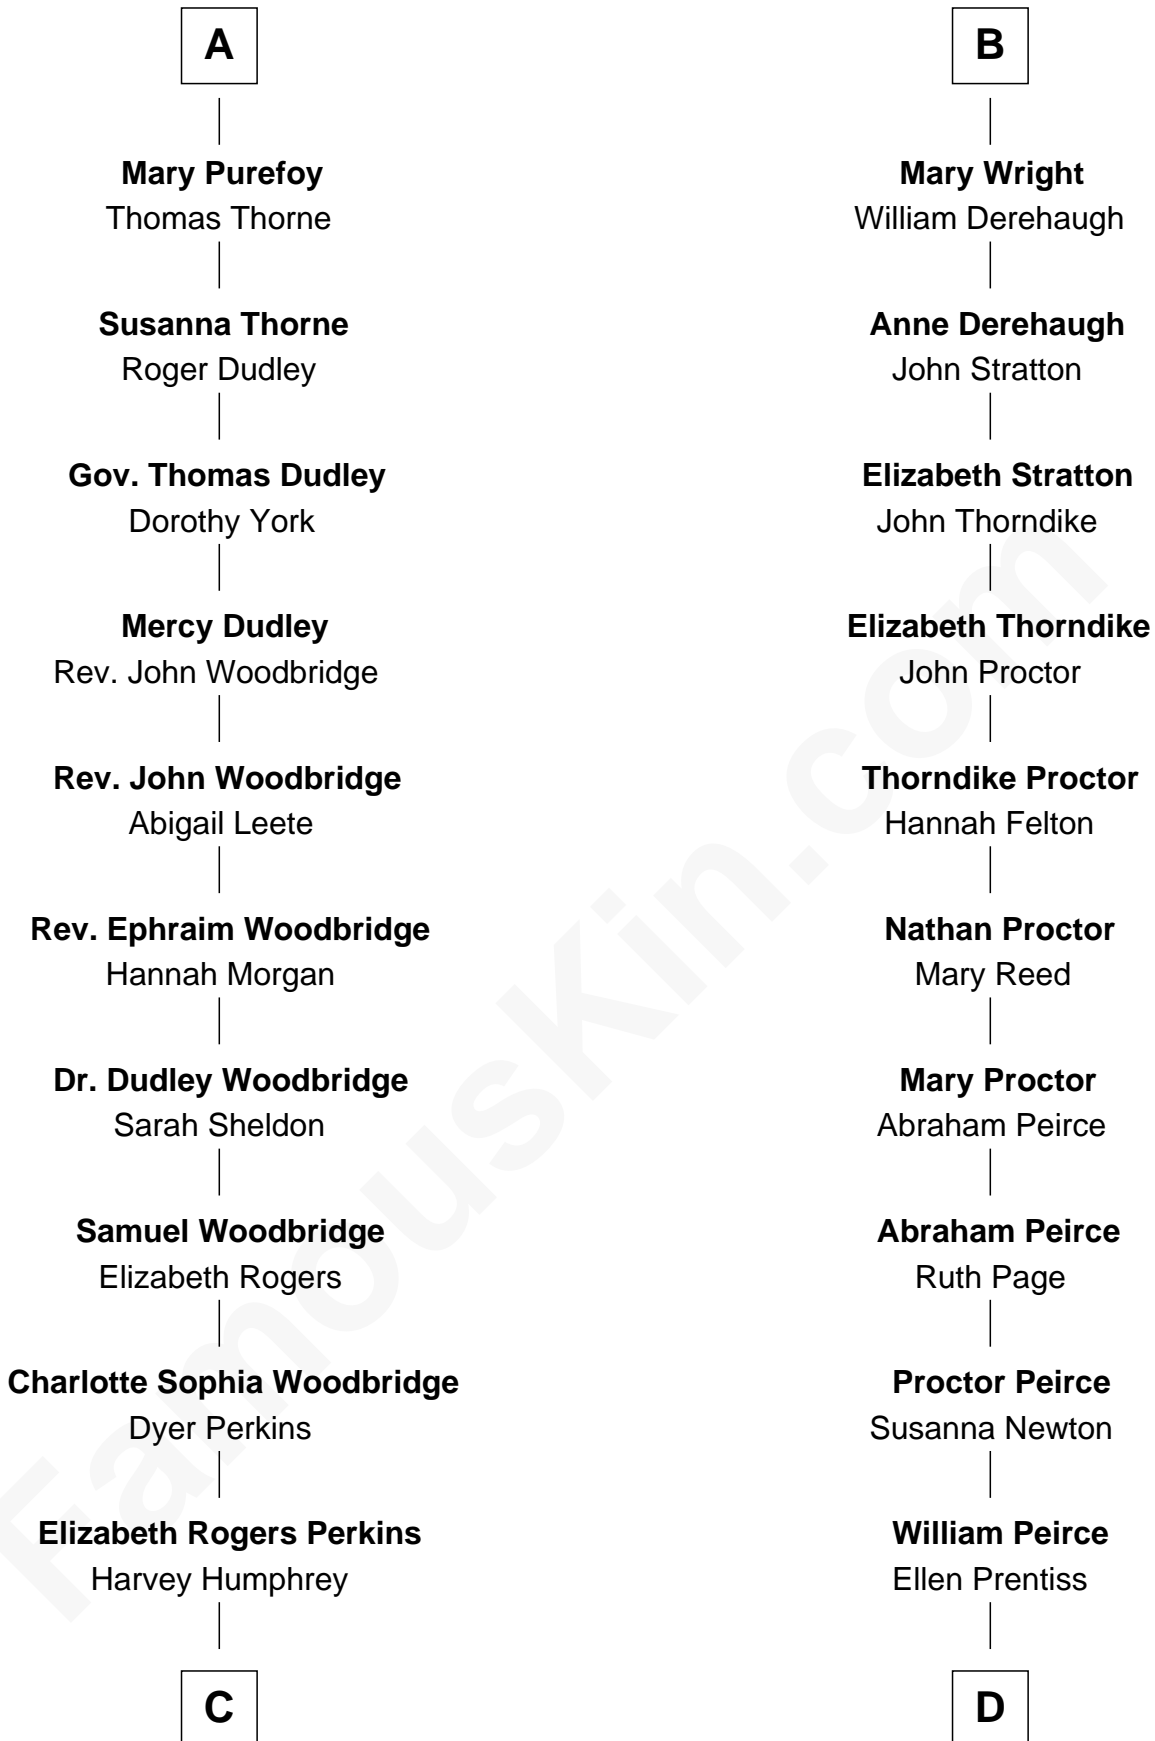 A
Mary Purefoy
Thomas Thorne
Susanna Thorne
Roger Dudley
Gov. Thomas Dudley
Dorothy York
Mercy Dudley
Rev. John Woodbridge
Rev. John Woodbridge
Abigail Leete
Rev. Ephraim Woodbridge
Hannah Morgan
Dr. Dudley Woodbridge
Sarah Sheldon
Samuel Woodbridge
Elizabeth Rogers
Charlotte Sophia Woodbridge
Dyer Perkins
Elizabeth Rogers Perkins
Harvey Humphrey
C
B
Mary Wright
William Derehaugh
Anne Derehaugh
John Stratton
Elizabeth Stratton
John Thorndike
Elizabeth Thorndike
John Proctor
Thorndike Proctor
Hannah Felton
Nathan Proctor
Mary Reed
Mary Proctor
Abraham Peirce
Abraham Peirce
Ruth Page
Proctor Peirce
Susanna Newton
William Peirce
Ellen Prentiss
D
FamousKin.com